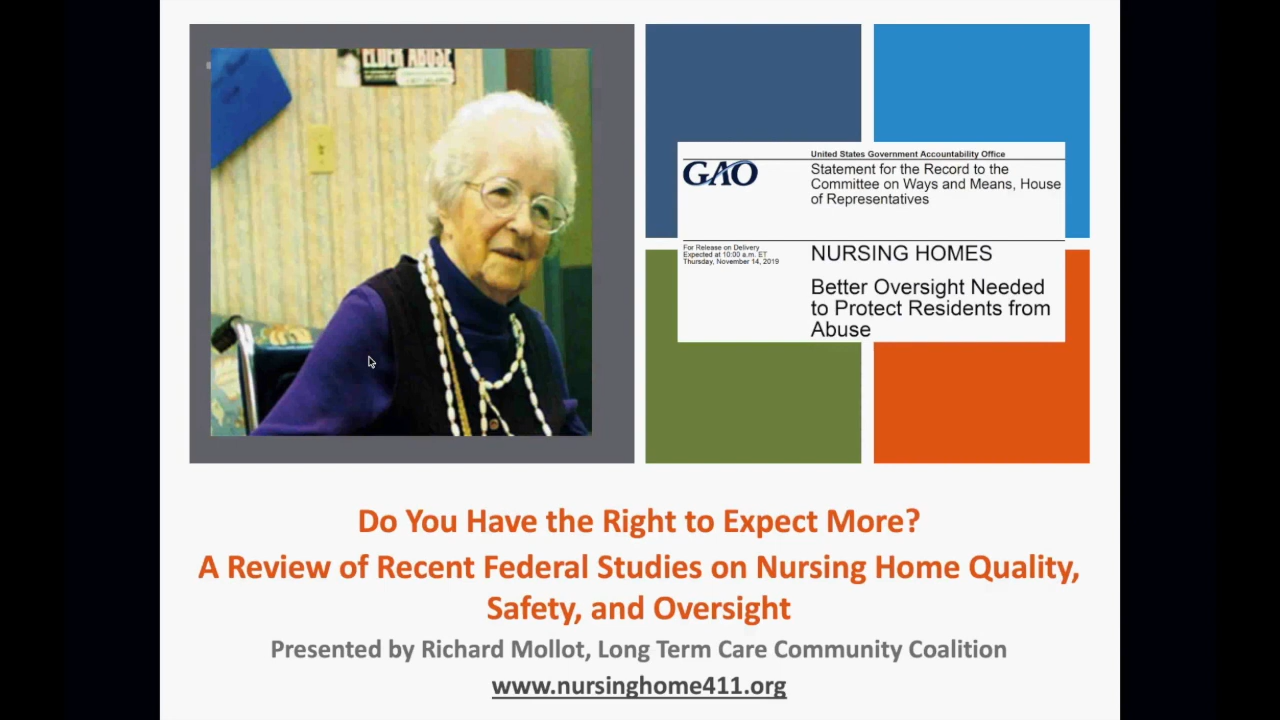 ELDER ABUSE
GAO
United States Government Accountability Office
Statement for the Record to the
Committee on Ways and Means, House
of Representatives
For Release on Delivery
Expected at 10:00 a.m. ET
Thursday, November 14, 2019
NURSING HOMES
Better Oversight Needed
to Protect Residents from
Abuse
Do You Have the Right to Expect More?
A Review of Recent Federal Studies on Nursing Home Quality,
Safety, and Oversight
Presented by Richard Mollot, Long Term Care Community Coalition
www.nursinghome411.org